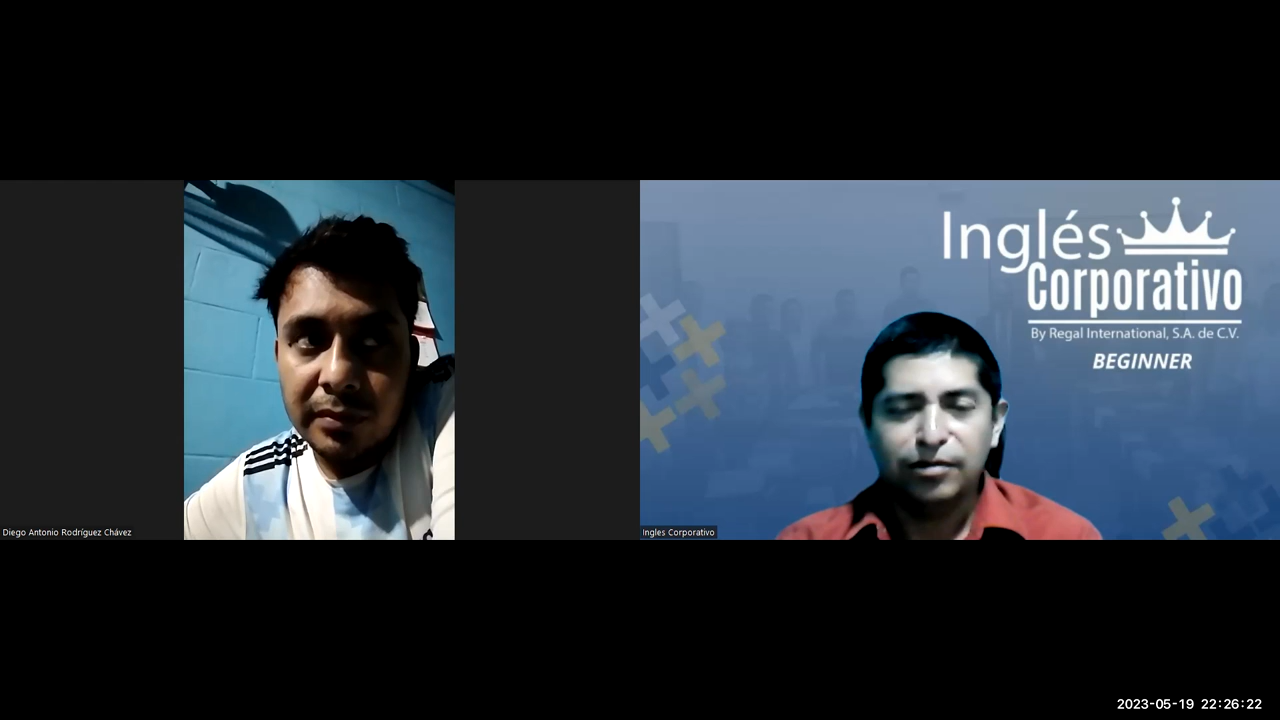 Inglés
Corporativo
By Regal International, S.A. de C.V.
BEGINNER
Diego Antonio Rodríguez Chávez
Ingles Corporativo
2023-05-19 22:26:22